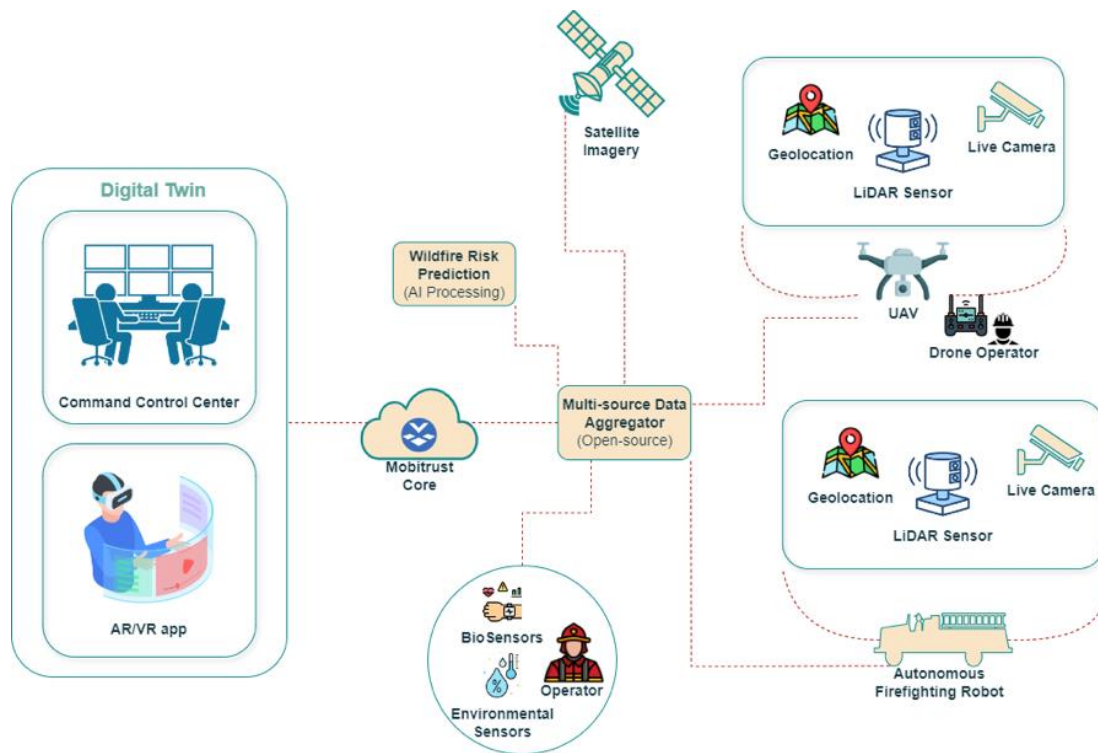 Satellite
Imagery
Geolocation
LiDAR Sensor
Live Camera
UAV
Drone Operator
Digital Twin
Command Control Center
AR/VR app
Wildfire Risk
Prediction
(AI Processing)
Mobitrust
Core
Multi-source Data
Aggregator
(Open-source)
Geolocation
LiDAR Sensor
Live Camera
BioSensors
%
Operator
Environmental
Sensors
Autonomous
Firefighting Robot